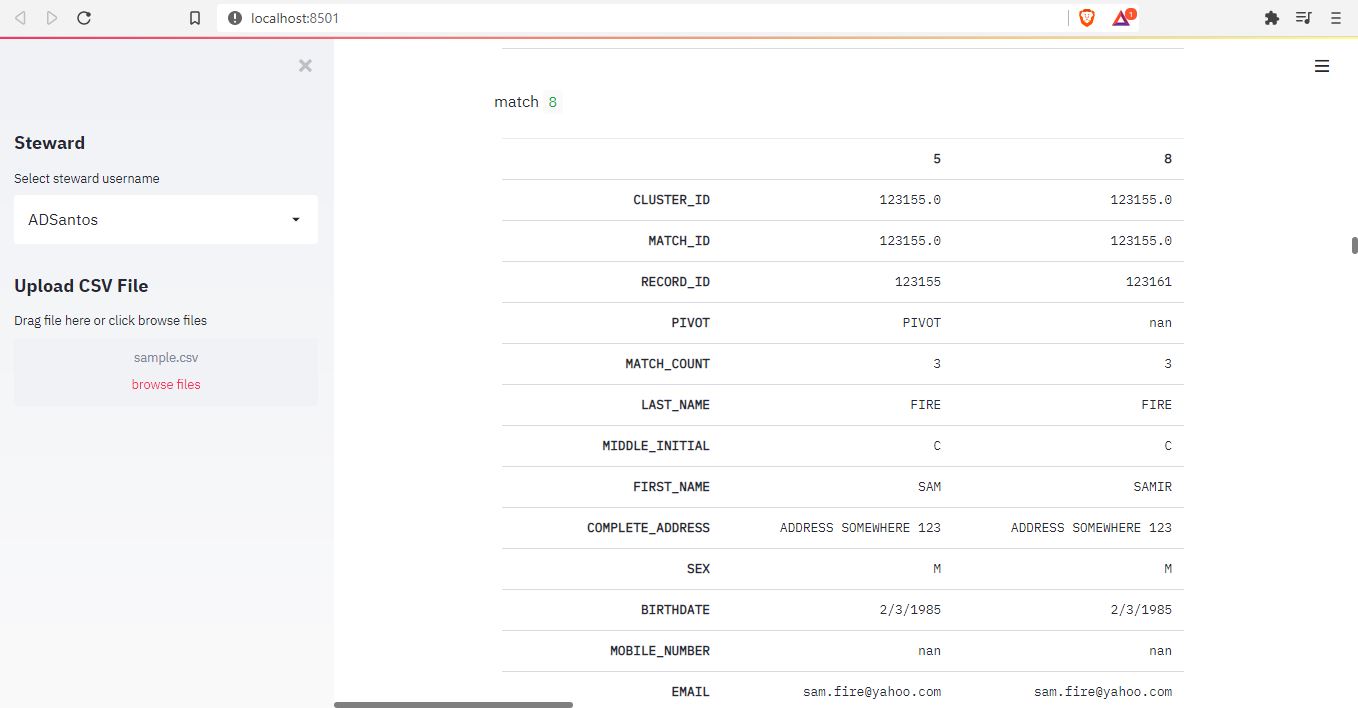 localhost:8501
1
Steward
Select steward username
ADSantos
Upload CSV File
Drag file here or click browse files
sample.csv
browse files
match 8
5 8
CLUSTER_ID 123155.0 123155.0
MATCH_ID 123155.0 123155.0
RECORD_ID 123155 123161
PIVOT PIVOT nan
MATCH_COUNT 3 3
LAST_NAME FIRE FIRE
MIDDLE_INITIAL C C
FIRST_NAME SAM SAMIR
COMPLETE_ADDRESS ADDRESS SOMEWHERE 123 ADDRESS SOMEWHERE 123
SEX M M
BIRTHDATE 2/3/1985 2/3/1985
MOBILE_NUMBER nan nan
EMAIL sam.fire@yahoo.com sam.fire@yahoo.com